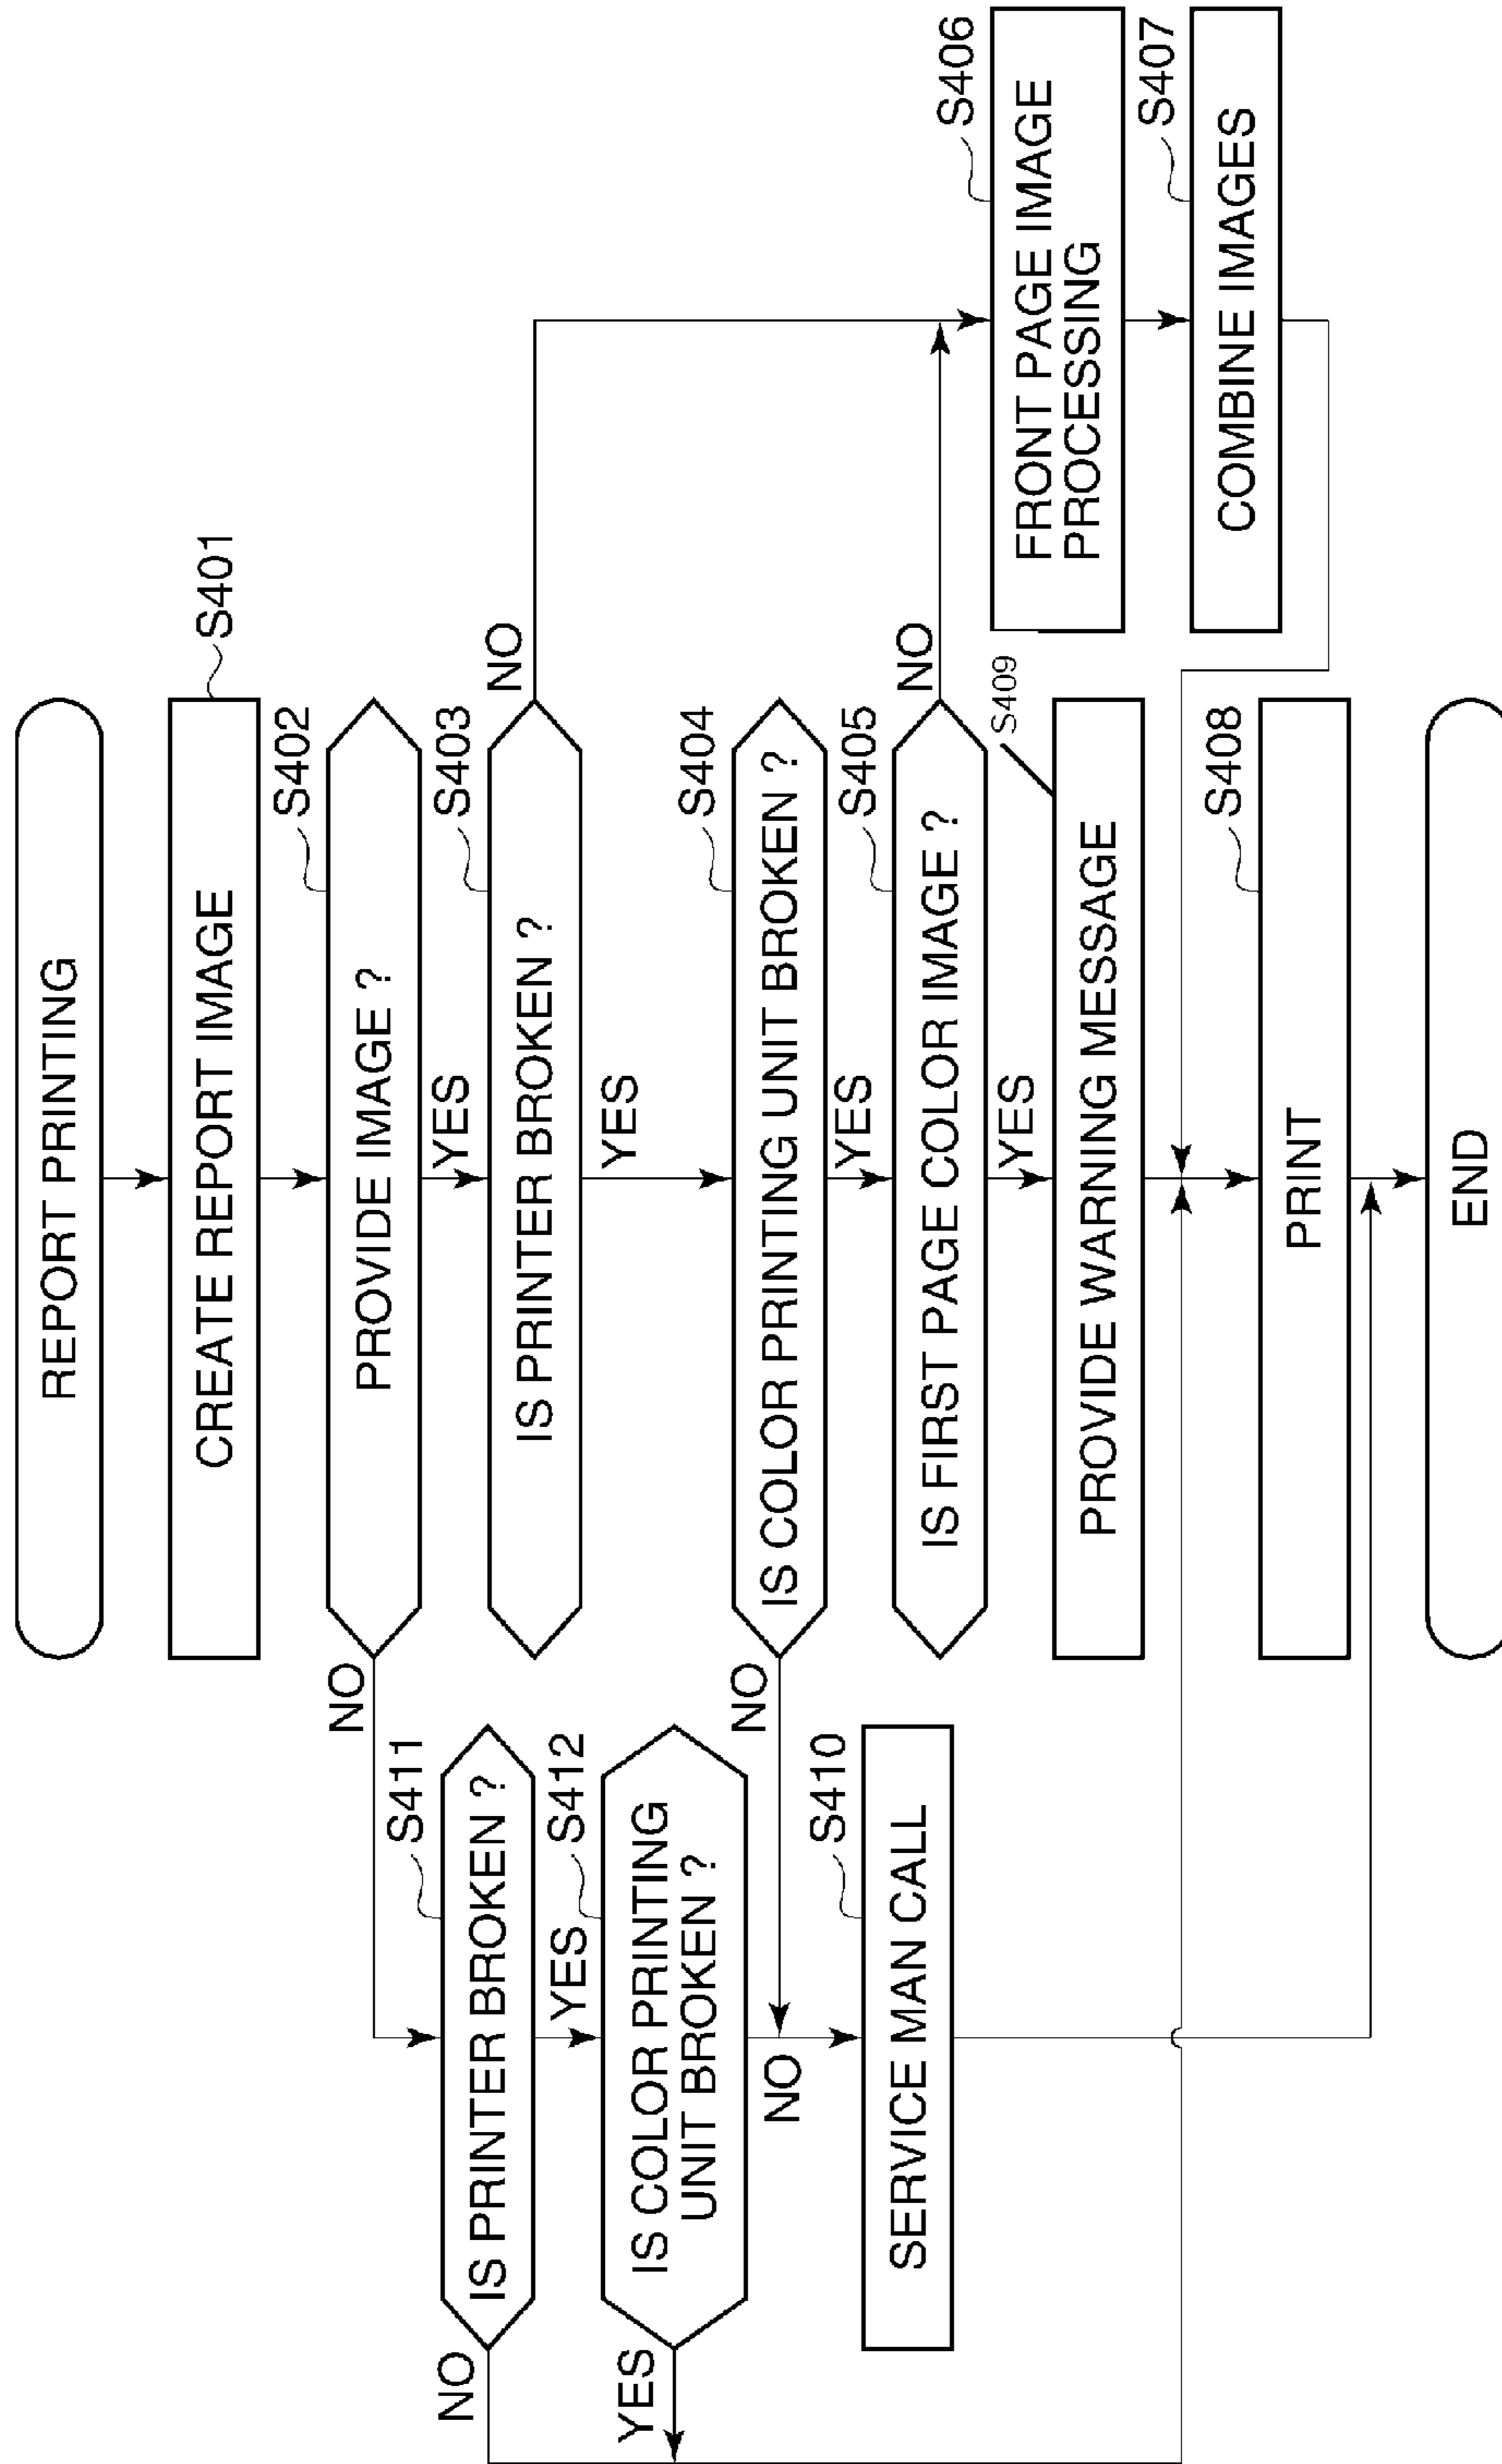 REPORT PRINTING
S401
CREATE REPORT IMAGE
S402
PROVIDE IMAGE ?
NO
YES
S403
IS PRINTER BROKEN ?
NO
YES
S411
IS PRINTER BROKEN ?
NO
YES
S412
IS COLOR PRINTING
UNIT BROKEN ?
YES
NO
S404
IS COLOR PRINTING UNIT BROKEN ?
NO
YES
S405
IS FIRST PAGE COLOR IMAGE ?
NO
YES
S410
SERVICE MAN CALL
S409
PROVIDE WARNING MESSAGE
S406
FRONT PAGE IMAGE
PROCESSING
S407
COMBINE IMAGES
S408
PRINT
END